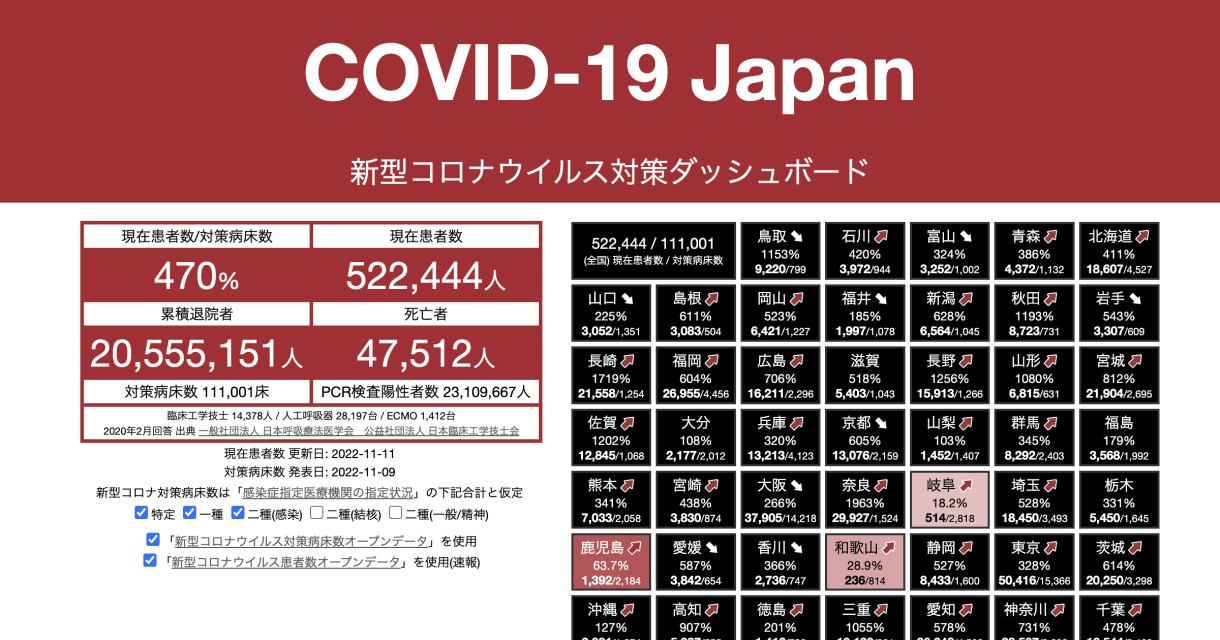 COVID-19 Japan
新型コロナウイルス対策ダッシュボード
現在患者数/対策病床数
現在患者数
470%
522,444人
累積退院者
死亡者
20,555,151人
47,512人
対策病床数 111,001床
PCR検査陽性者数 23,109,667人
臨床工学技士 14,378人 / 人工呼吸器 28,197台 / ECMO 1,412台
2020年2月回答 出典 一般社団法人 日本呼吸療法医学会　公益社団法人 日本臨床工学技士会
現在患者数 更新日: 2022-11-11
対策病床数 発表日: 2022-11-09
新型コロナ対策病床数は「感染症指定医療機関の指定状況」の下記合計と仮定
特定 一種 二種(感染) 二種(結核) 二種(一般/精神)
「新型コロナウイルス対策病床数オープンデータ」を使用
「新型コロナウイルス患者数オープンデータ」を使用(速報)
522,444 / 111,001
(全国) 現在患者数 / 対策病床数
鳥取
1153%
9,220/799
石川
420%
3,972/944
富山
324%
3,252/1,002
青森
386%
4,372/1,132
北海道
411%
18,607/4,527
山口
225%
3,052/1,351
島根
611%
3,083/504
岡山
523%
6,421/1,227
福井
185%
1,997/1,078
新潟
628%
6,564/1,045
秋田
1193%
8,723/731
岩手
543%
3,307/609
長崎
1719%
21,558/1,254
福岡
604%
26,955/4,456
広島
706%
16,211/2,296
滋賀
518%
5,403/1,043
長野
1256%
15,913/1,266
山形
1080%
6,815/631
宮城
812%
21,904/2,695
佐賀
1202%
12,845/1,068
大分
108%
2,177/2,012
兵庫
320%
13,213/4,123
京都
605%
13,076/2,159
山梨
103%
1,452/1,407
群馬
345%
8,292/2,403
福島
179%
3,568/1,992
熊本
341%
7,033/2,058
宮崎
438%
3,830/874
大阪
266%
37,905/14,218
奈良
1963%
29,927/1,524
岐阜
18.2%
514/2,818
埼玉
528%
18,450/3,493
栃木
331%
5,450/1,645
鹿児島
63.7%
1,392/2,184
愛媛
587%
3,842/654
香川
366%
2,736/747
和歌山
28.9%
236/814
静岡
527%
8,433/1,600
東京
328%
50,416/15,366
茨城
614%
20,250/3,298
沖縄
127%
高知
907%
徳島
201%
三重
1055%
愛知
578%
神奈川
731%
千葉
478%